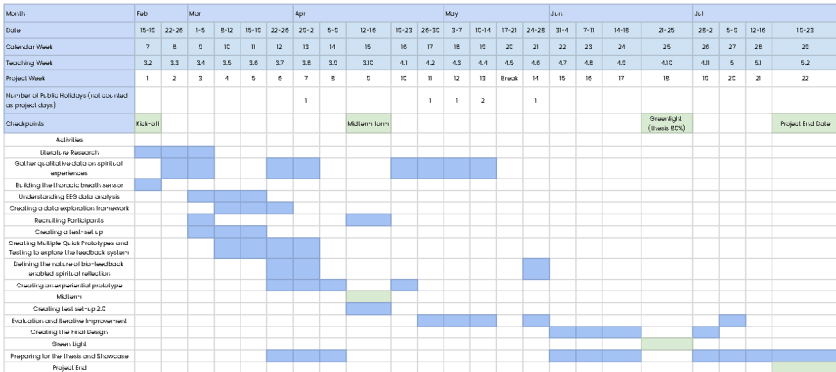 Month Feb Mar Apr May Jun Jul
Date 15-19 22-26 1-5 8-12 15-19 22-26 29-2 5-9 12-16 19-23 26-30 3-7 10-14 17-21 24-28 31-4 7-11 14-18 21-25 28-2 5-9 12-16 19-23
Calendar Week 7 8 9 10 11 12 13 14 15 16 17 18 19 20 21 22 23 24 25 26 27 28 29
Teaching Week 3.2 3.3 3.4 3.5 3.6 3.7 3.8 3.9 3.10 4.1 4.2 4.3 4.4 4.5 4.6 4.7 4.8 4.9 4.10 4.11 5 5.1 5.2
Project Week 1 2 3 4 5 6 7 8 9 10 11 12 13 Break 14 15 16 17 18 19 20 21 22
Number of Public Holidays (not counted
as project days) 1 1 1 2 1
Checkpoints Kick-off Midterm form Greenlight
(thesis 80%) Project End Date
Activities
Literature Research
Gather qualitative data on spiritual
experiences
Building the thoracic breath sensor
Understanding EEG data analysis
Creating a data exploration framework
Recruiting Participants
Creating a test-set up
Creating Multiple Quick Prototypes and
Testing to explore the feedback system
Defining the nature of bio-feedback
enabled spiritual reflection
Creating an experiential prototype
Midterm
Creating test set-up 2.0
Evaluation and Iterative Improvement
Creating the Final Design
Green Light
Preparing for the thesis and Showcase
Project End